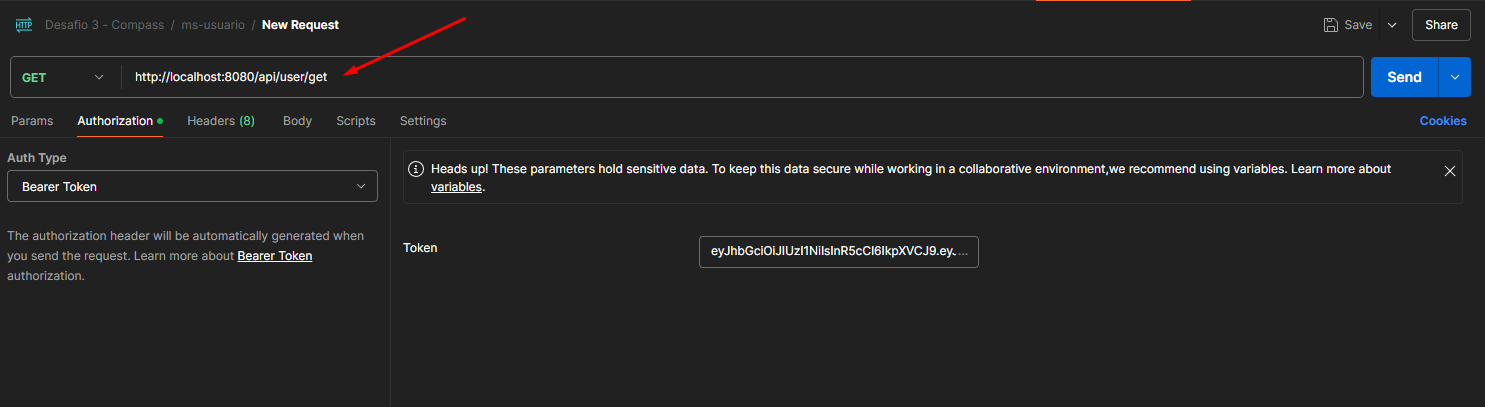 HTTP Desafio 3 - Compass / ms-usuario / New Request Save Share
GET http://localhost:8080/api/user/get Send
Params Authorization Headers (8) Body Scripts Settings Cookies
Auth Type
Bearer Token
The authorization header will be automatically generated when
you send the request. Learn more about Bearer Token
authorization.
Heads up! These parameters hold sensitive data. To keep this data secure while working in a collaborative environment,we recommend using variables. Learn more about
variables.
Token
eyJhbGciOiJIUzI1NiIsInR5cCI6IkpXVCJ9.eyJ...